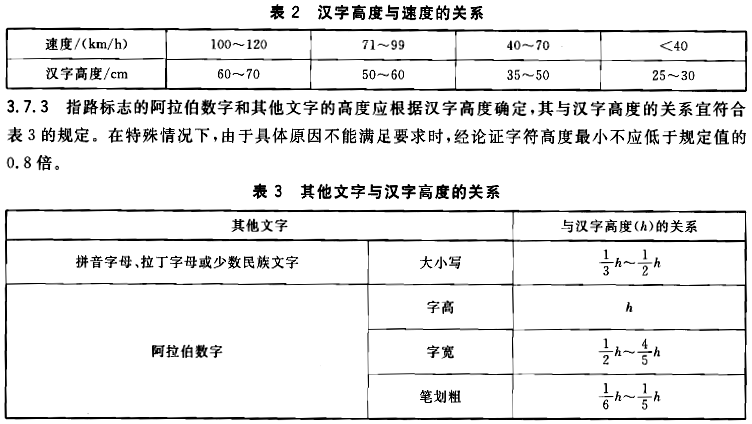 表 2 汉字高度与速度的关系
速度/(km/h) 100～120 71～99 40～70 <40
汉字高度/cm 60～70 50～60 35～50 25～30
3.7.3 指路标志的阿拉伯数字和其他文字的高度应根据汉字高度确定,其与汉字高度的关系宜符合
表 3 的规定。在特殊情况下,由于具体原因不能满足要求时,经论证字符高度最小不应低于规定值的
0.8 倍。
表 3 其他文字与汉字高度的关系
其他文字 与汉字高度(h)的关系
拼音字母、拉丁字母或少数民族文字 大小写 1/3 h～1/2 h
阿拉伯数字 字高 h
字宽 1/2 h～4/5 h
笔划粗 1/6 h～1/5 h